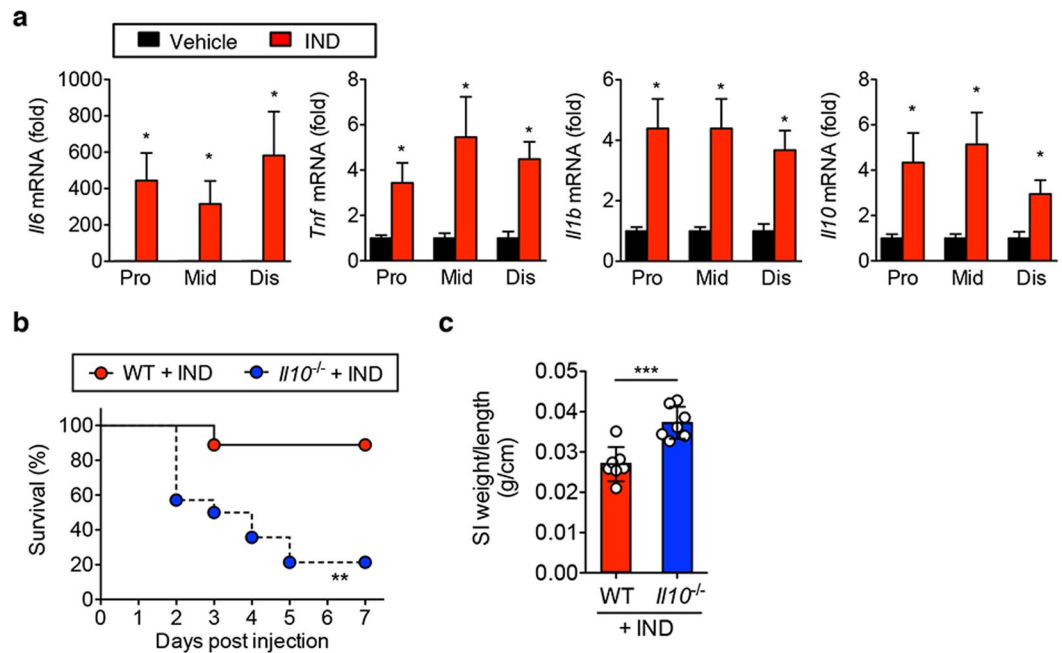 a
Vehicle IND
Il6 mRNA (fold)
1000
800
600
400
200
0
* * *
Pro Mid Dis
Tnf mRNA (fold)
8
6
4
2
0
* * *
Pro Mid Dis
Il1b mRNA (fold)
6
4
2
0
* * *
Pro Mid Dis
Il10 mRNA (fold)
8
6
4
2
0
* * *
Pro Mid Dis
b
WT + IND Il10-/- + IND
Survival (%)
100
80
60
40
20
0
**
0 1 2 3 4 5 6 7
Days post injection
c
SI weight/length
(g/cm)
0.05
0.04
0.03
0.02
0.01
0.00
***
WT Il10-/-
+ IND